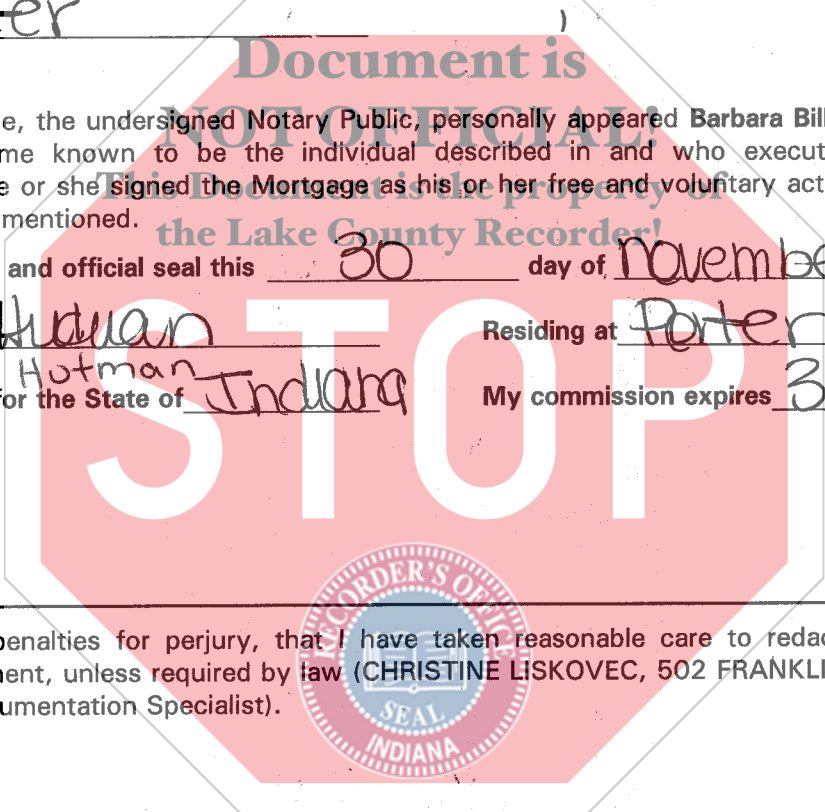 er )
Document is
NOT OFFICIAL!
e, the undersigned Notary Public, personally appeared Barbara Bill
me known to be the individual described in and who execut
e or she signed the Mortgage as his or her free and voluntary act
This Document is the property of
mentioned.
the Lake County Recorder!
and official seal this 30 day of novembe
Residing at Porter
Hutman
or the State of Indiana My commission expires 3
STOP
RECORDER'S OFFICE
penalties for perjury, that I have taken reasonable care to redac
ent, unless required by law (CHRISTINE LISKOVEC, 502 FRANKLI
umentation Specialist).
SEAL
INDIANA